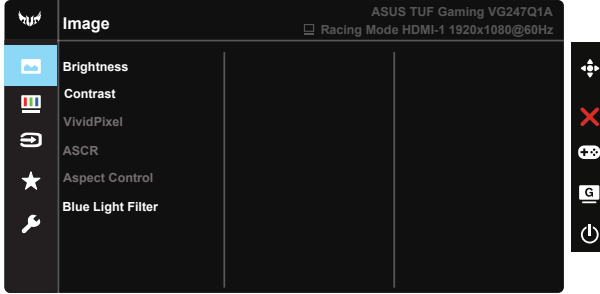 ASUS TUF Gaming VG247Q1A
Image
Racing Mode HDMI-1 1920x1080@60Hz
Brightness
Contrast
VividPixel
ASCR
Aspect Control
Blue Light Filter
G